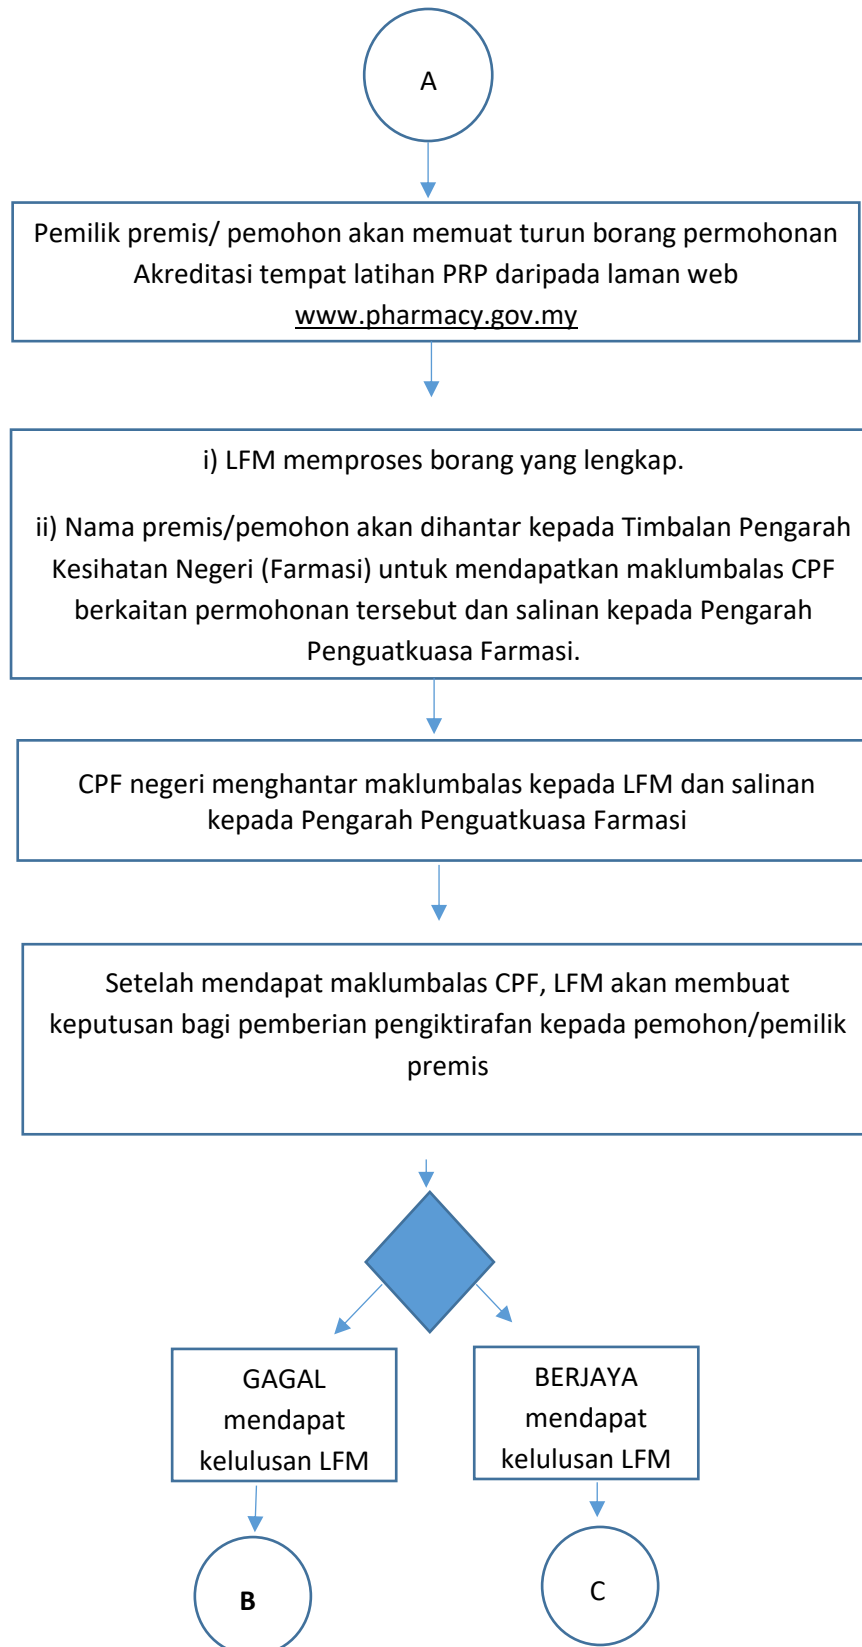 A
Pemilik premis/ pemohon akan memuat turun borang permohonan
Akreditasi tempat latihan PRP daripada laman web
www.pharmacy.gov.my
i) LFM memproses borang yang lengkap.
ii) Nama premis/pemohon akan dihantar kepada Timbalan Pengarah
Kesihatan Negeri (Farmasi) untuk mendapatkan maklumbalas CPF
berkaitan permohonan tersebut dan salinan kepada Pengarah
Penguatkuasa Farmasi.
CPF negeri menghantar maklumbalas kepada LFM dan salinan
kepada Pengarah Penguatkuasa Farmasi
Setelah mendapat maklumbalas CPF, LFM akan membuat
keputusan bagi pemberian pengiktirafan kepada pemohon/pemilik
premis
GAGAL
mendapat
kelulusan LFM
BERJAYA
mendapat
kelulusan LFM
B
C